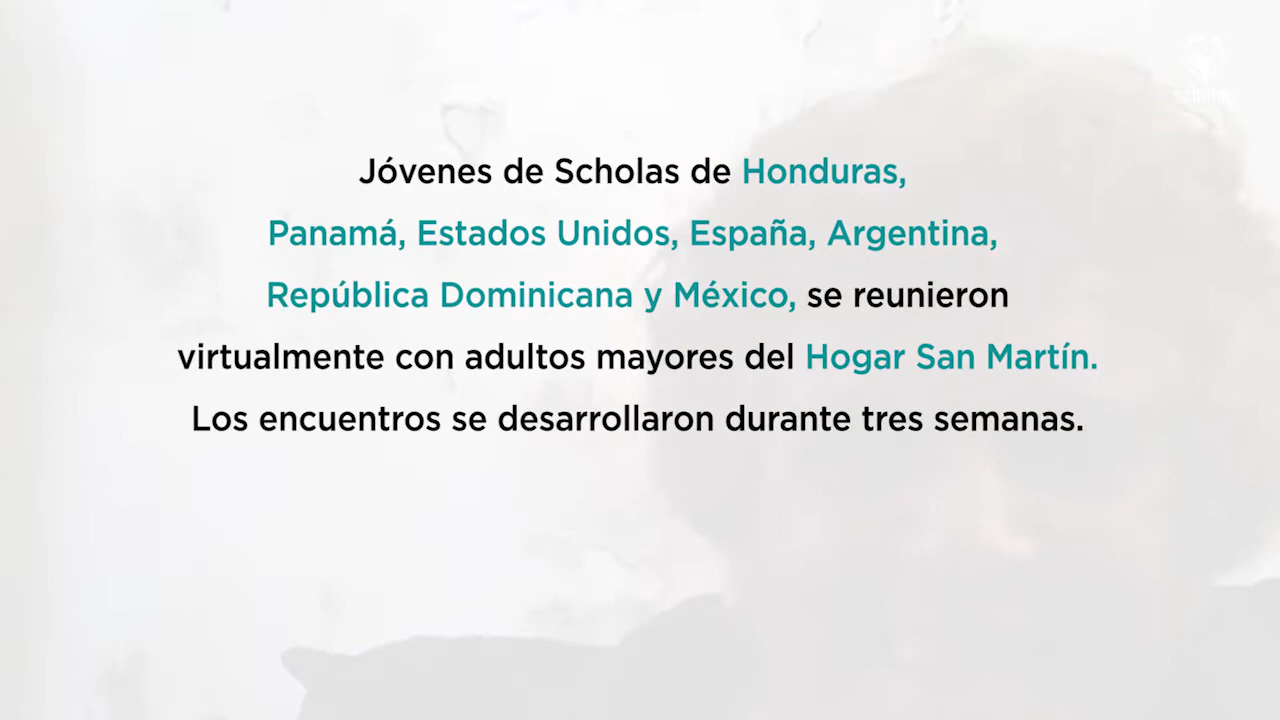 Jóvenes de Scholas de Honduras,
Panamá, Estados Unidos, España, Argentina,
República Dominicana y México, se reunieron
virtualmente con adultos mayores del Hogar San Martín.
Los encuentros se desarrollaron durante tres semanas.